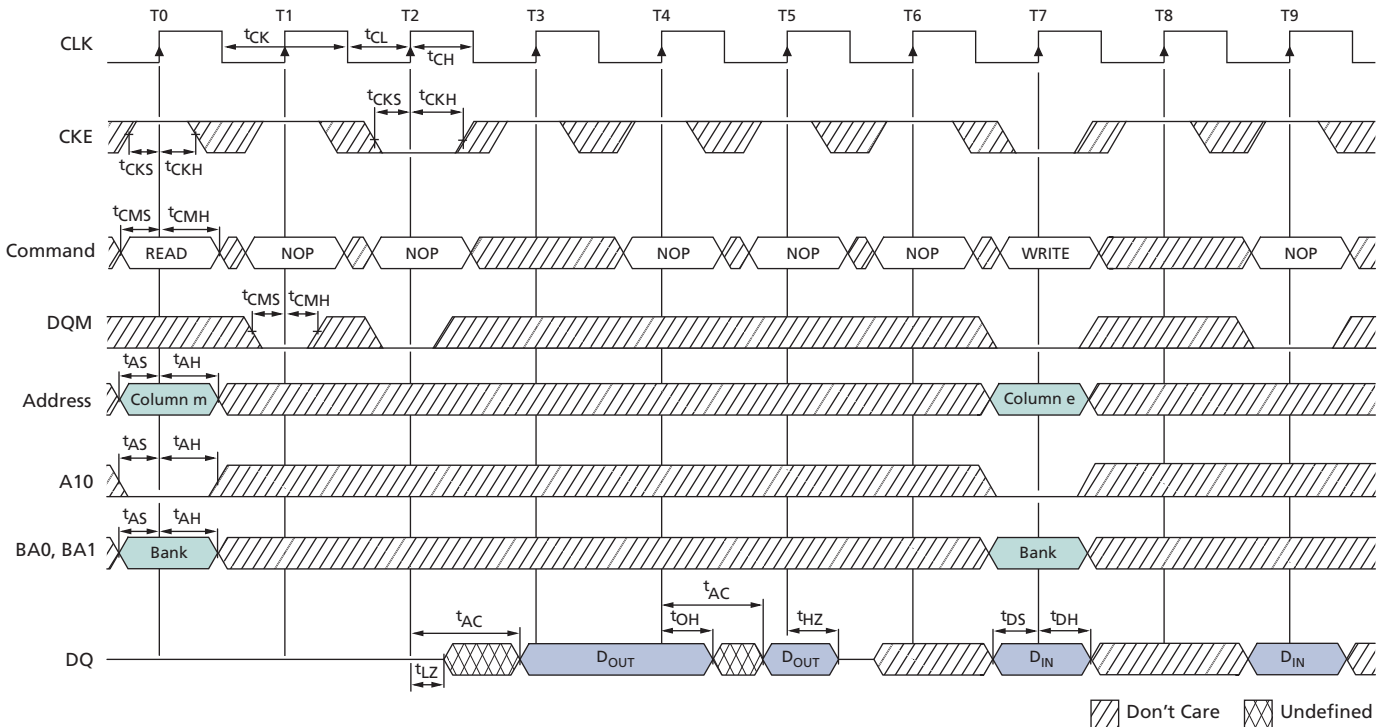 T0 T1 T2 T3 T4 T5 T6 T7 T8 T9
CLK
tCK tCL
tCH
tCKS tCKH
CKE
tCKS tCKH
tCMS tCMH
Command READ NOP NOP NOP NOP NOP WRITE NOP
tCMS tCMH
DQM
tAS tAH
Address Column m Column e
tAS tAH
A10
tAS tAH
BA0, BA1 Bank Bank
tAC
tAC tOH tHZ tDS tDH
DQ DOUT DOUT DIN DIN
tLZ
Don't Care Undefined